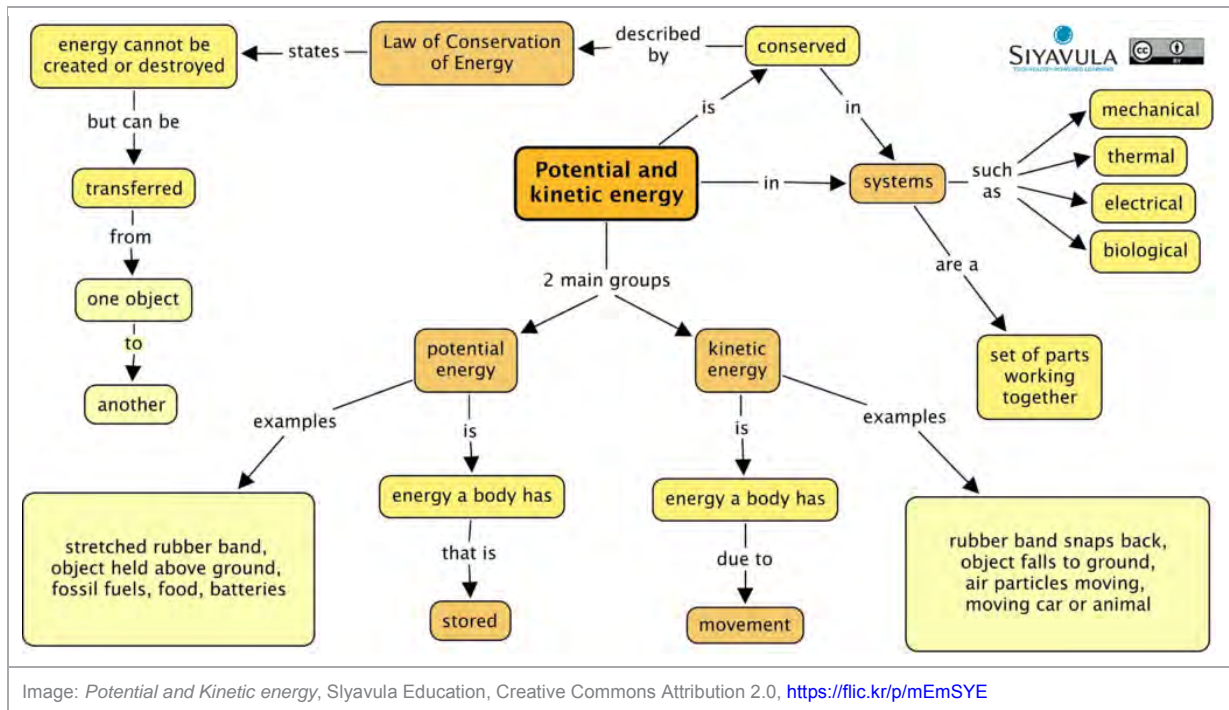 energy cannot be
created or destroyed
states
Law of Conservation
of Energy
described
by
conserved
SIYAVULA
TECHNOLOGY-POWERED LEARNING
cc
BY
but can be
is
in
mechanical
transferred
Potential and
kinetic energy
in
systems
such
as
thermal
electrical
biological
from
one object
to
another
2 main groups
are a
potential
energy
kinetic
energy
set of parts
working
together
examples
is
is
examples
energy a body has
energy a body has
stretched rubber band,
object held above ground,
fossil fuels, food, batteries
that is
due to
rubber band snaps back,
object falls to ground,
air particles moving,
moving car or animal
stored
movement
Image: Potential and Kinetic energy, SIyavula Education, Creative Commons Attribution 2.0, https://flic.kr/p/mEmSYE